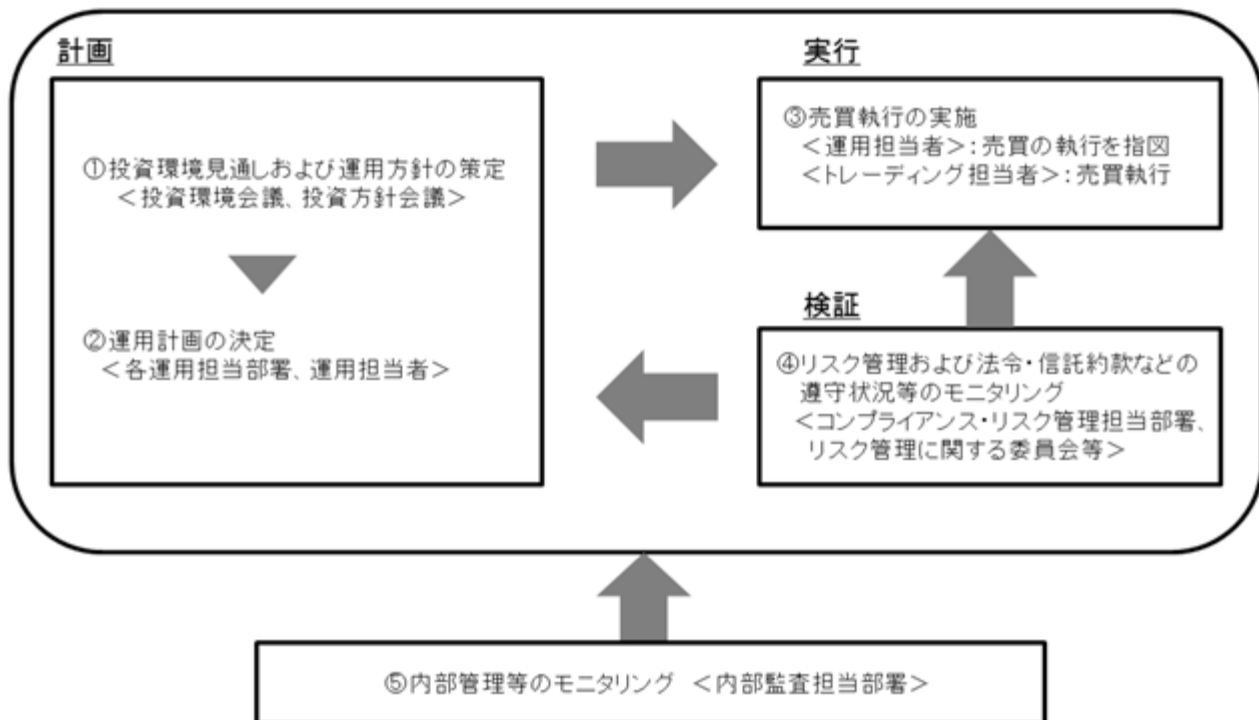 計画
①投資環境見通しおよび運用方針の策定
＜投資環境会議、投資方針会議＞
②運用計画の決定
＜各運用担当部署、運用担当者＞
実行
③売買執行の実施
＜運用担当者＞：売買の執行を指図
＜トレーディング担当者＞：売買執行
検証
④リスク管理および法令・信託約款などの
遵守状況等のモニタリング
＜コンプライアンス・リスク管理担当部署、
リスク管理に関する委員会等＞
⑤内部管理等のモニタリング ＜内部監査担当部署＞